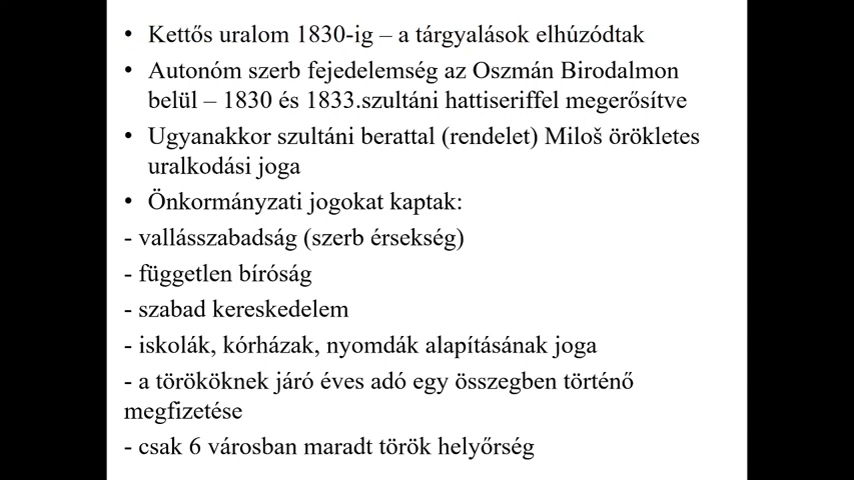 • Kettős uralom 1830-ig – a tárgyalások elhúzódtak
• Autonóm szerb fejedelemség az Oszmán Birodalmon
belül – 1830 és 1833.szultáni hattiseriffel megerősítve
• Ugyanakkor szultáni berattal (rendelet) Miloš örökletes
uralkodási joga
• Önkormányzati jogokat kaptak:
- vallásszabadság (szerb érsekség)
- független bíróság
- szabad kereskedelem
- iskolák, kórházak, nyomdák alapításának joga
- a törököknek járó éves adó egy összegben történő
megfizetése
- csak 6 városban maradt török helyőrség